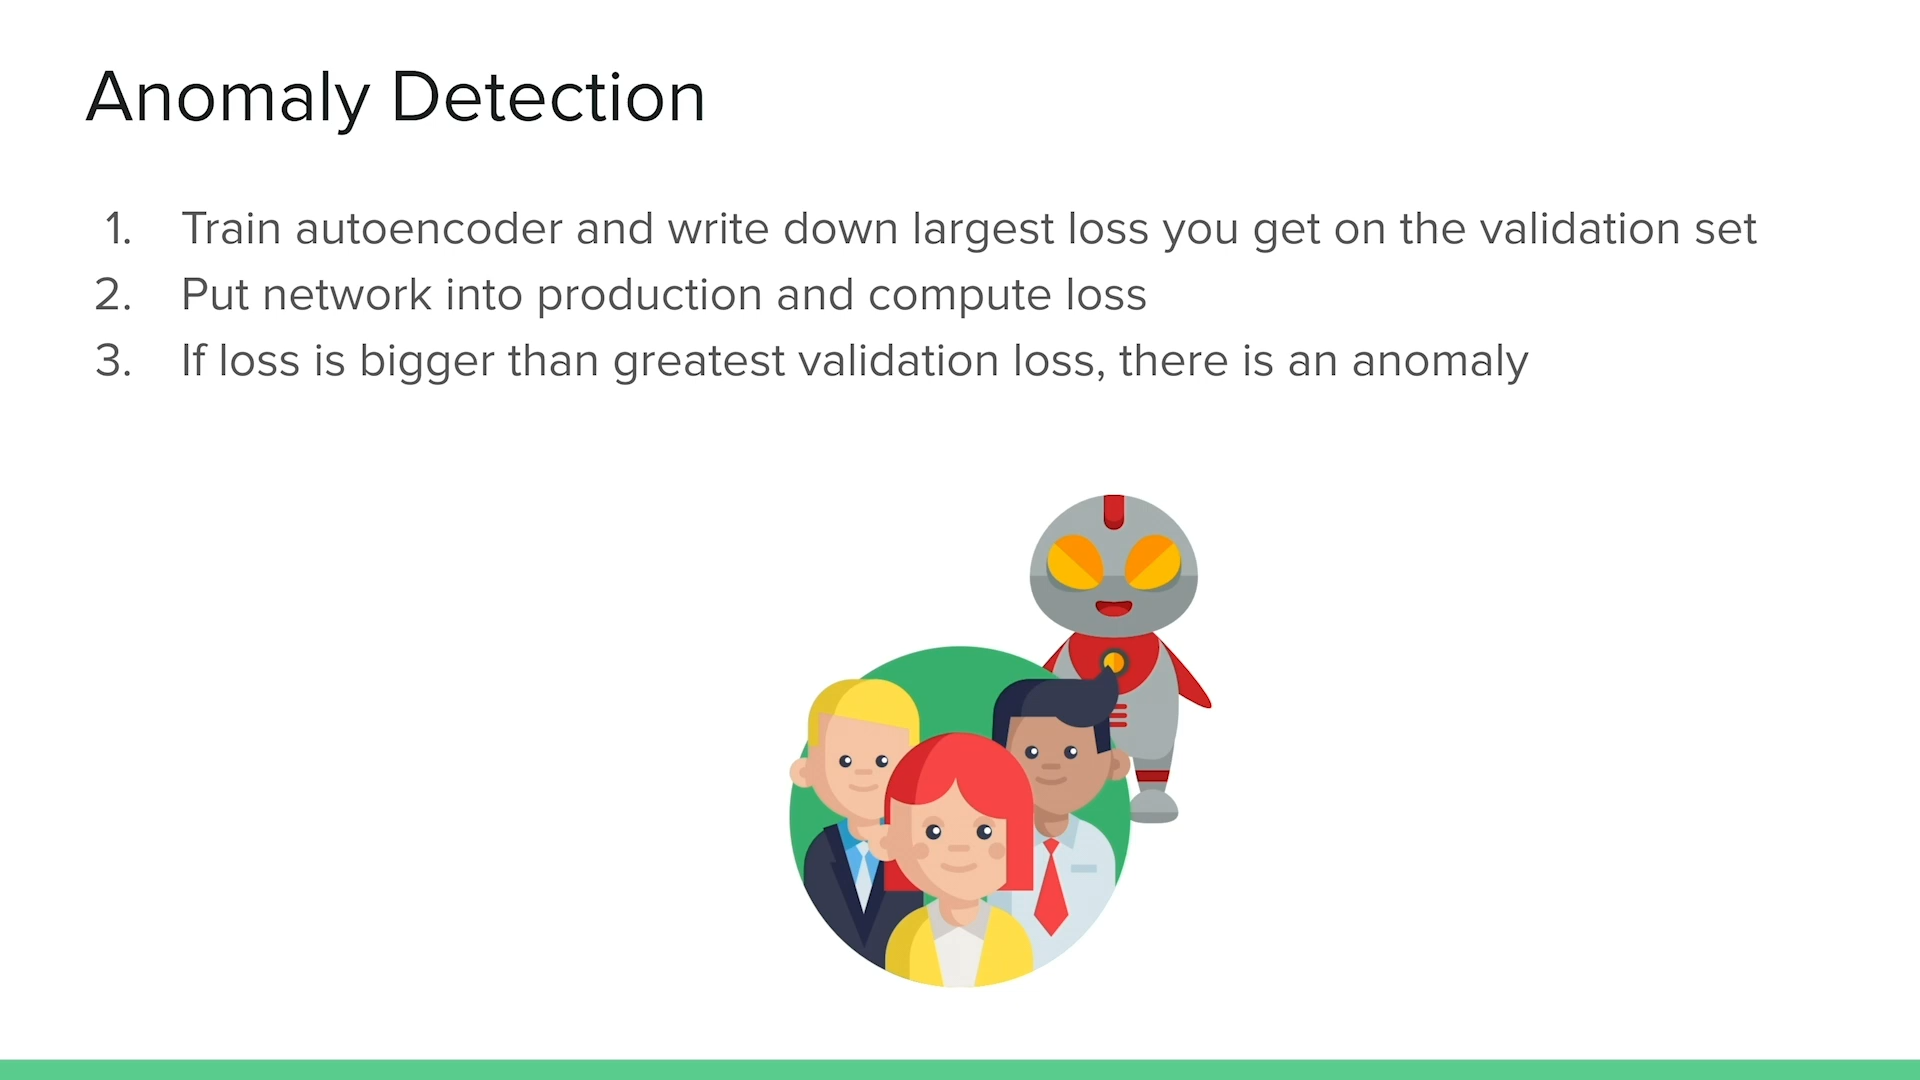 Anomaly Detection
1. Train autoencoder and write down largest loss you get on the validation set
2. Put network into production and compute loss
3. If loss is bigger than greatest validation loss, there is an anomaly